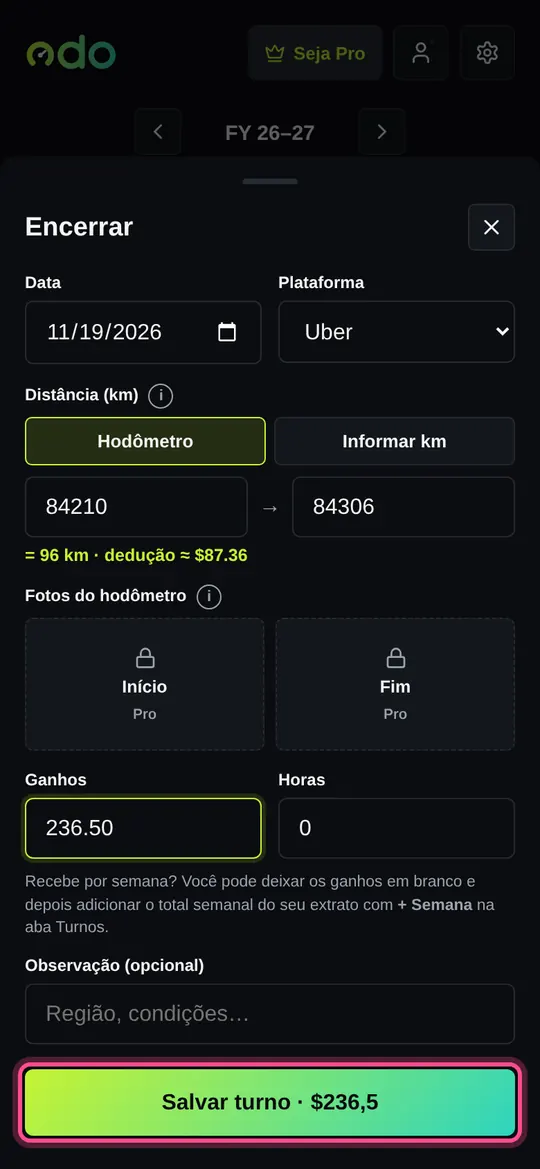 odo
Seja Pro
FY 26–27
Encerrar
Data
Plataforma
11/19/2026
Uber
Distância (km) i
Hodômetro
Informar km
84210 → 84306
= 96 km · dedução ≈ $87.36
Fotos do hodômetro i
Início
Pro
Fim
Pro
Ganhos
Horas
236.50
0
Recebe por semana? Você pode deixar os ganhos em branco e
depois adicionar o total semanal do seu extrato com + Semana na
aba Turnos.
Observação (opcional)
Região, condições…
Salvar turno · $236,5